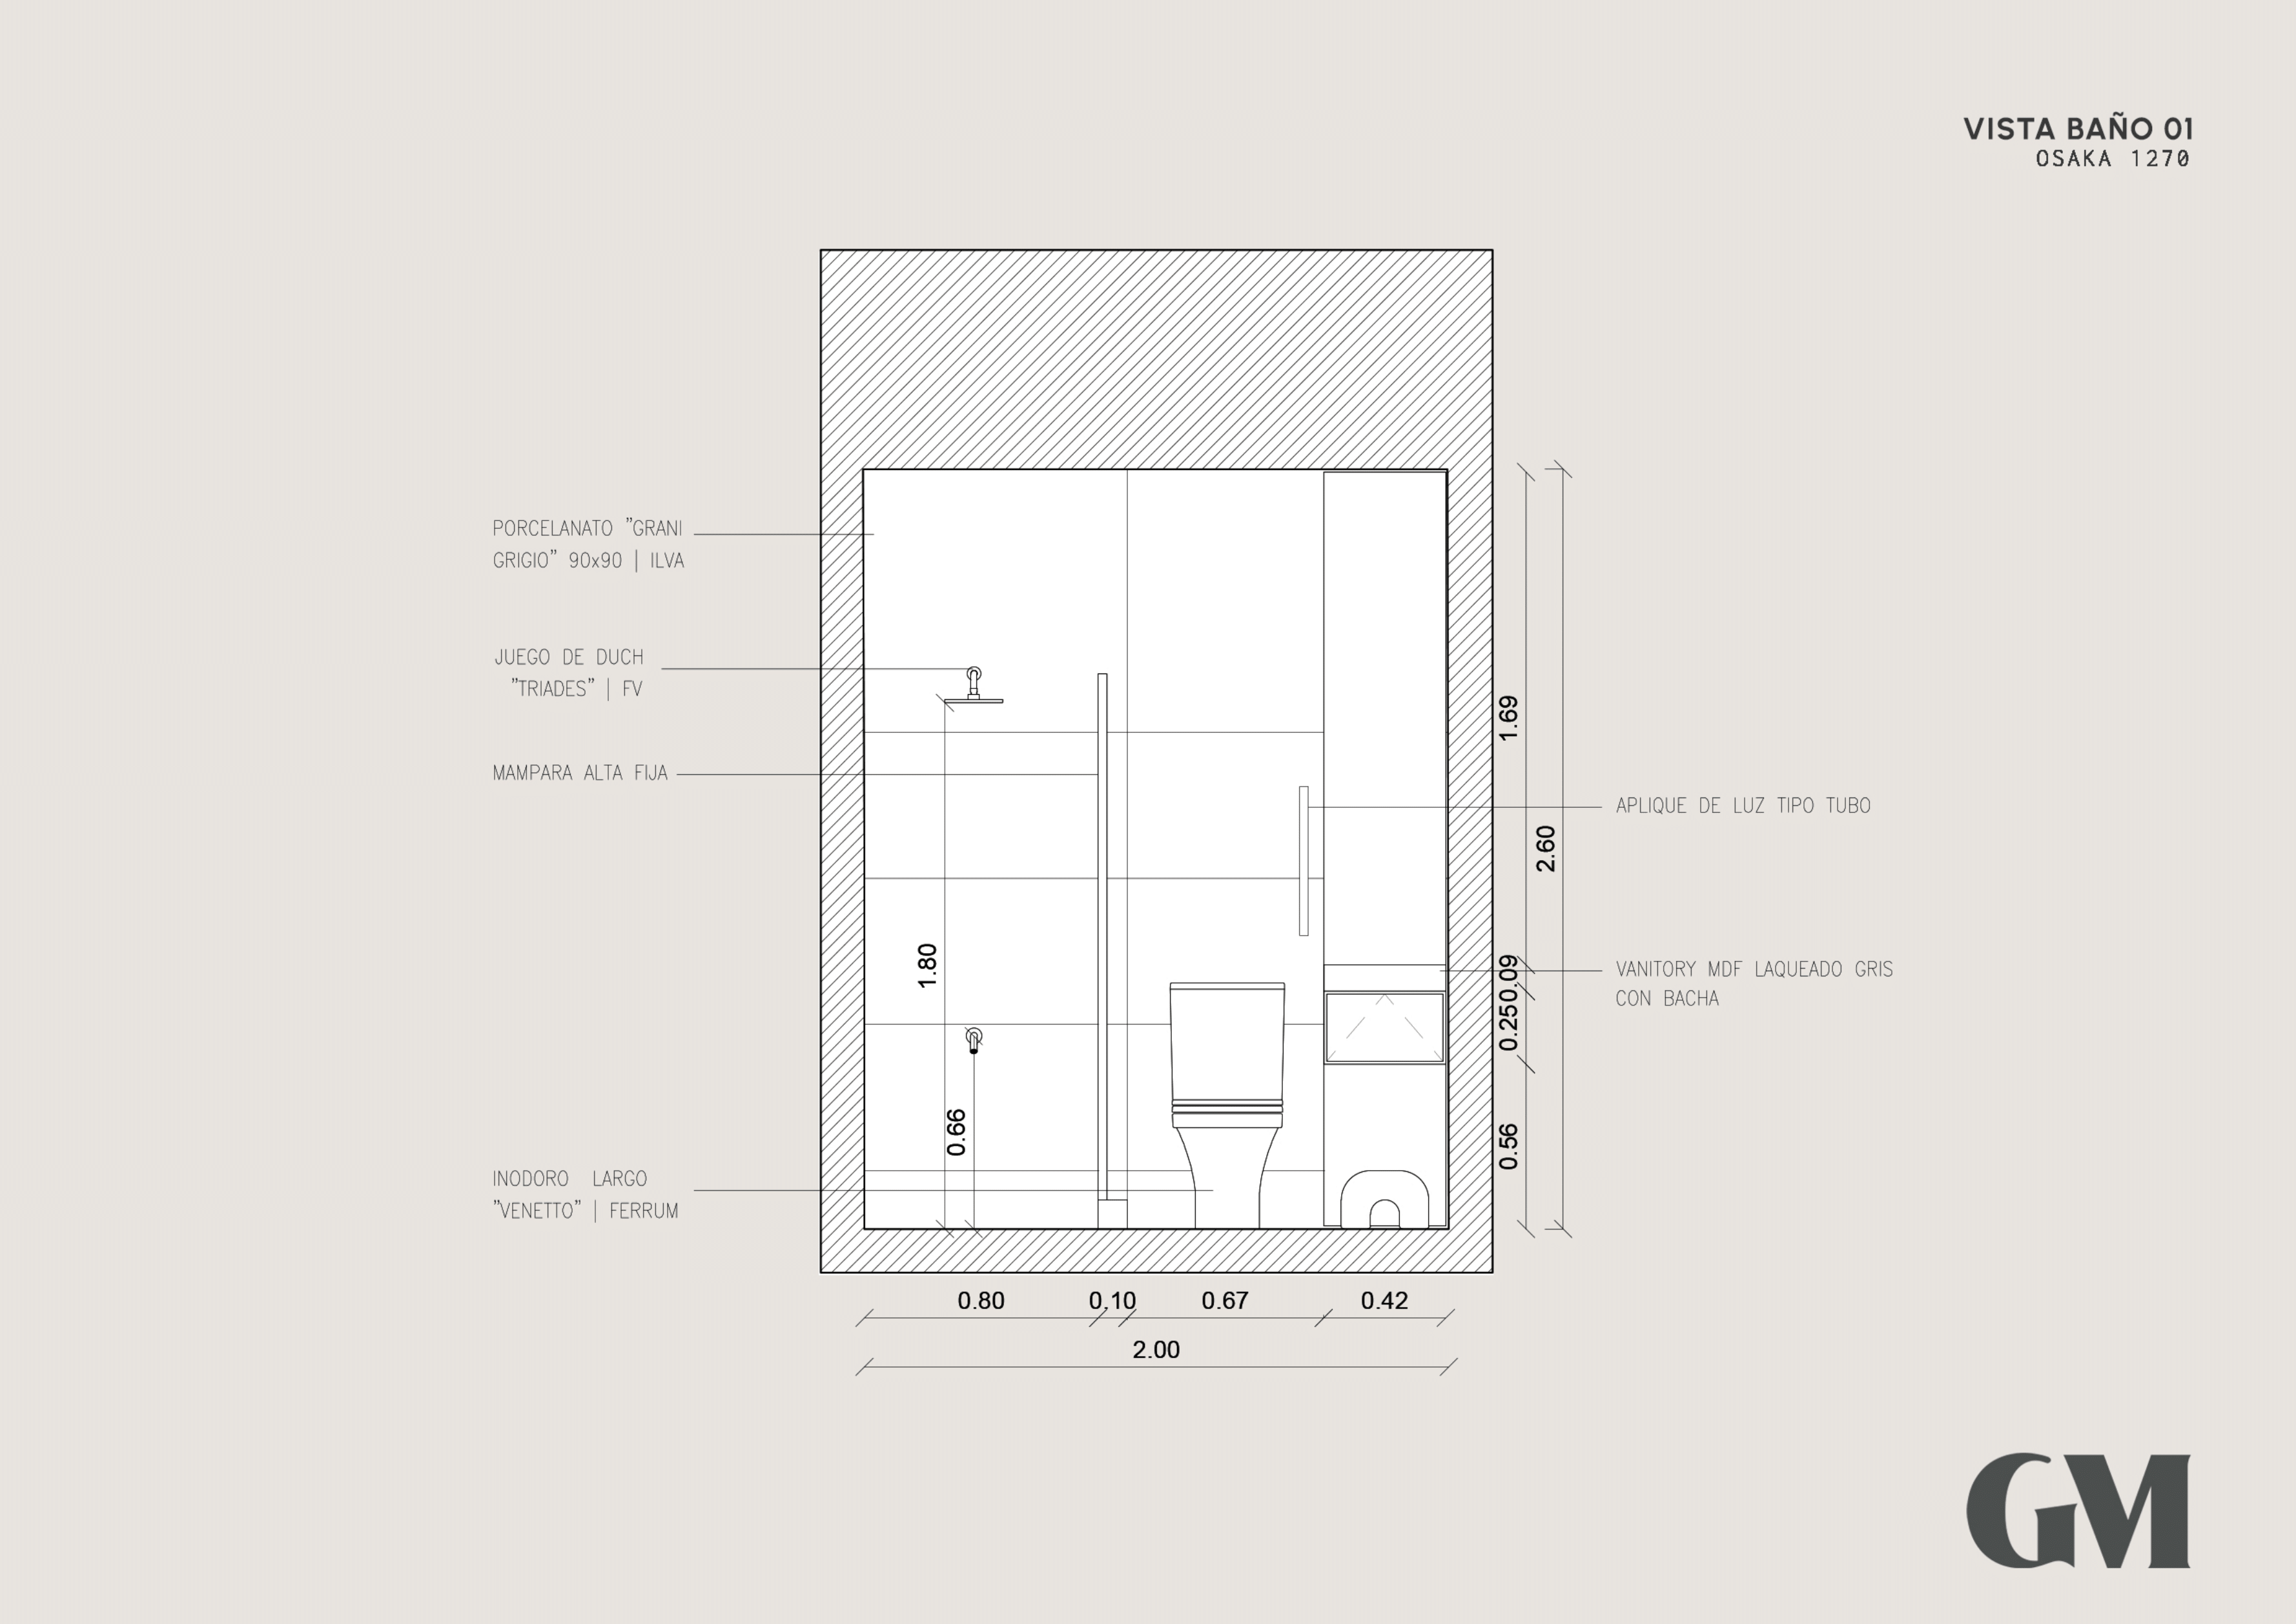 VISTA BAÑO 01
OSAKA 1270
PORCELANATO "GRANI
GRIGIO" 90x90 | ILVA
JUEGO DE DUCH
"TRIADES" | FV
MAMPARA ALTA FIJA
INODORO LARGO
"VENETTO" | FERRUM
1.80
0.66
1.69
2.60
0.09
0.25
0.56
APLIQUE DE LUZ TIPO TUBO
VANITORY MDF LAQUEADO GRIS
CON BACHA
0.80 0.10 0.67 0.42
2.00
GM